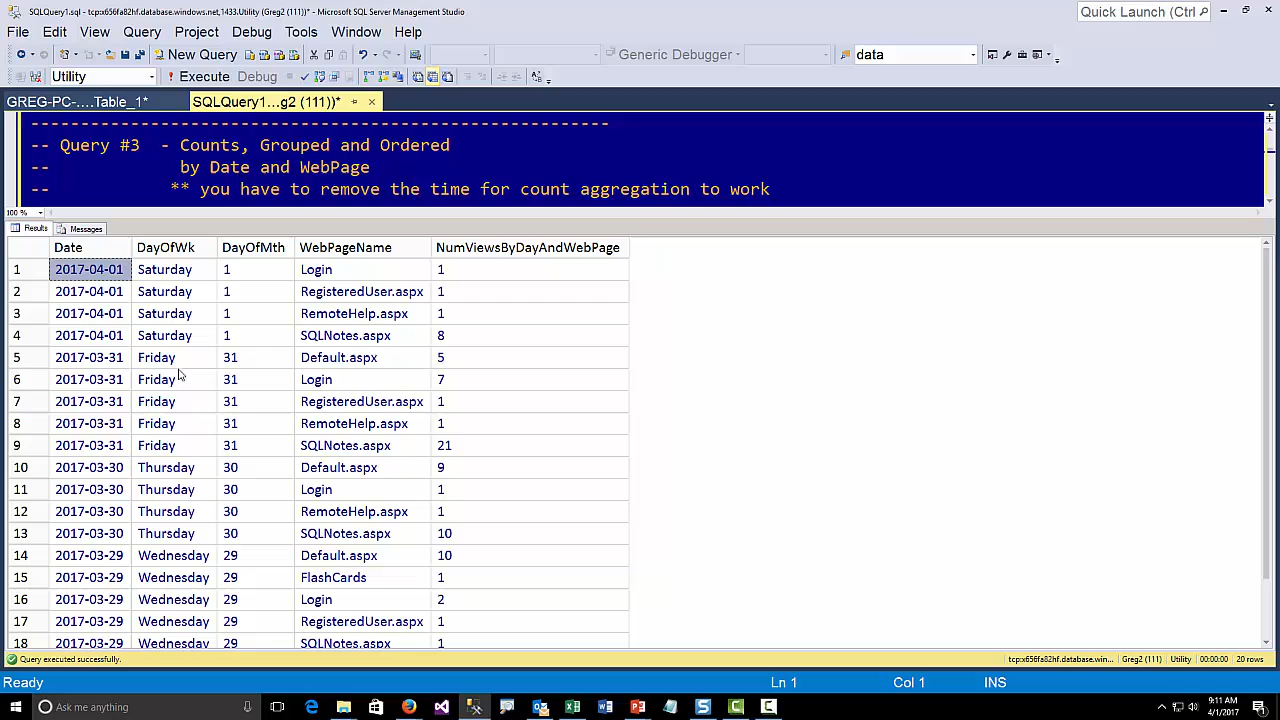 SQLQuery1.sql - tcp:x656fa82hf.database.windows.net,1433.Utility (Greg2 (111))* - Microsoft SQL Server Management Studio
Quick Launch (Ctrl
File Edit View Query Project Debug Tools Window Help
New Query Generic Debugger data
Utility Execute Debug
GREG-PC-....Table_1* SQLQuery1...g2 (111))*
------------------------------------------------------------
-- Query #3 - Counts, Grouped and Ordered
-- by Date and WebPage
-- ** you have to remove the time for count aggregation to work
100 %
Results Messages
Date DayOfWk DayOfMth WebPageName NumViewsByDayAndWebPage
1 2017-04-01 Saturday 1 Login 1
2 2017-04-01 Saturday 1 RegisteredUser.aspx 1
3 2017-04-01 Saturday 1 RemoteHelp.aspx 1
4 2017-04-01 Saturday 1 SQLNotes.aspx 8
5 2017-03-31 Friday 31 Default.aspx 5
6 2017-03-31 Friday 31 Login 7
7 2017-03-31 Friday 31 RegisteredUser.aspx 1
8 2017-03-31 Friday 31 RemoteHelp.aspx 1
9 2017-03-31 Friday 31 SQLNotes.aspx 21
10 2017-03-30 Thursday 30 Default.aspx 9
11 2017-03-30 Thursday 30 Login 1
12 2017-03-30 Thursday 30 RemoteHelp.aspx 1
13 2017-03-30 Thursday 30 SQLNotes.aspx 10
14 2017-03-29 Wednesday 29 Default.aspx 10
15 2017-03-29 Wednesday 29 FlashCards 1
16 2017-03-29 Wednesday 29 Login 2
17 2017-03-29 Wednesday 29 RegisteredUser.aspx 1
18 2017-03-29 Wednesday 29 SQLNotes.aspx 1
Query executed successfully. tcp:x656fa82hf.database.win... Greg2 (111) Utility 00:00:00 20 rows
Ready Ln 1 Col 1 INS
Ask me anything 9:11 AM
4/1/2017